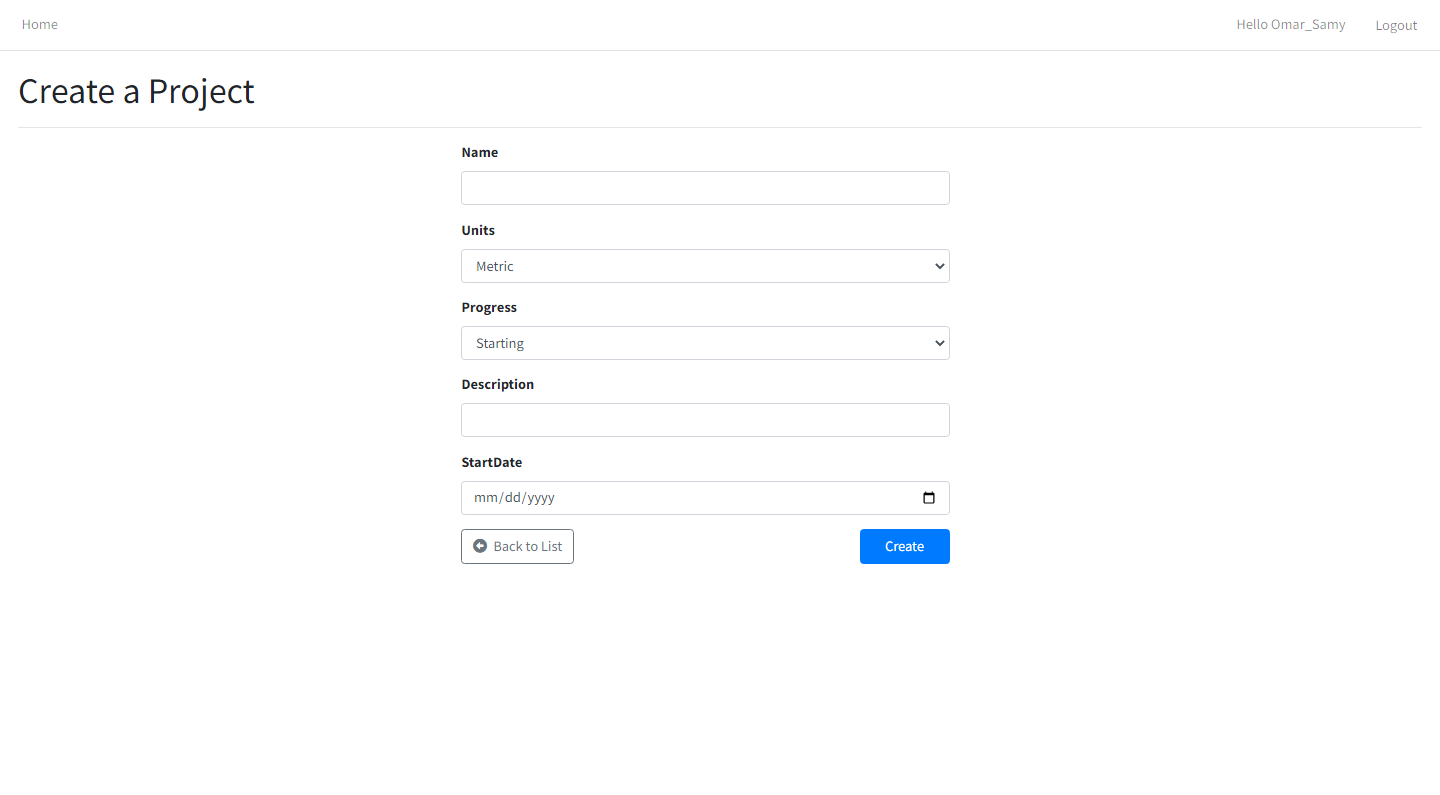 Home Hello Omar_Samy Logout
Create a Project
Name
Units
Metric
Progress
Starting
Description
StartDate
mm/dd/yyyy
Back to List Create